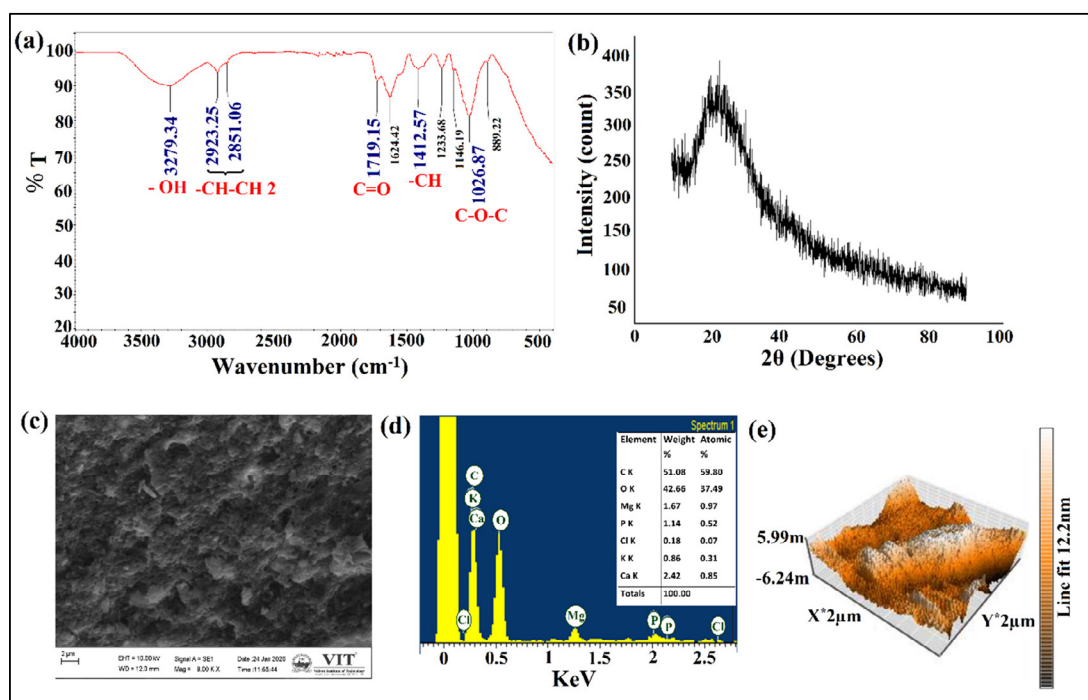 (a)
100
90
80
70
60
50
40
30
20
% T
3279.34
2923.25
2851.06
1719.15
1624.42
1412.57
1233.68
1146.19
1026.87
889.22
- OH
-CH-CH 2
C=O
-CH
C-O-C
4000
3500
3000
2500
2000
1500
1000
500
Wavenumber (cm-1)
(b)
400
350
300
250
200
150
100
50
Intensity (count)
0 20 40 60 80 100
2θ (Degrees)
(c)
2 µm
EHT = 10.00 kV
Signal A = SE1
Date :24 Jan 2020
WD = 12.0 mm
Mag = 8.00 K X
Time :11:55:44
VIT
(d)
Spectrum 1
Element Weight Atomic
% %
C K 51.08 59.80
O K 42.66 37.49
Mg K 1.67 0.97
P K 1.14 0.52
Cl K 0.18 0.07
K K 0.86 0.31
Ca K 2.42 0.85
Totals 100.00
C
K
Ca
O
Cl
Mg
P
P
Cl
0 0.5 1 1.5 2 2.5
KeV
(e)
5.99m
-6.24m
X*2µm
Y*2µm
Line fit 12.2nm